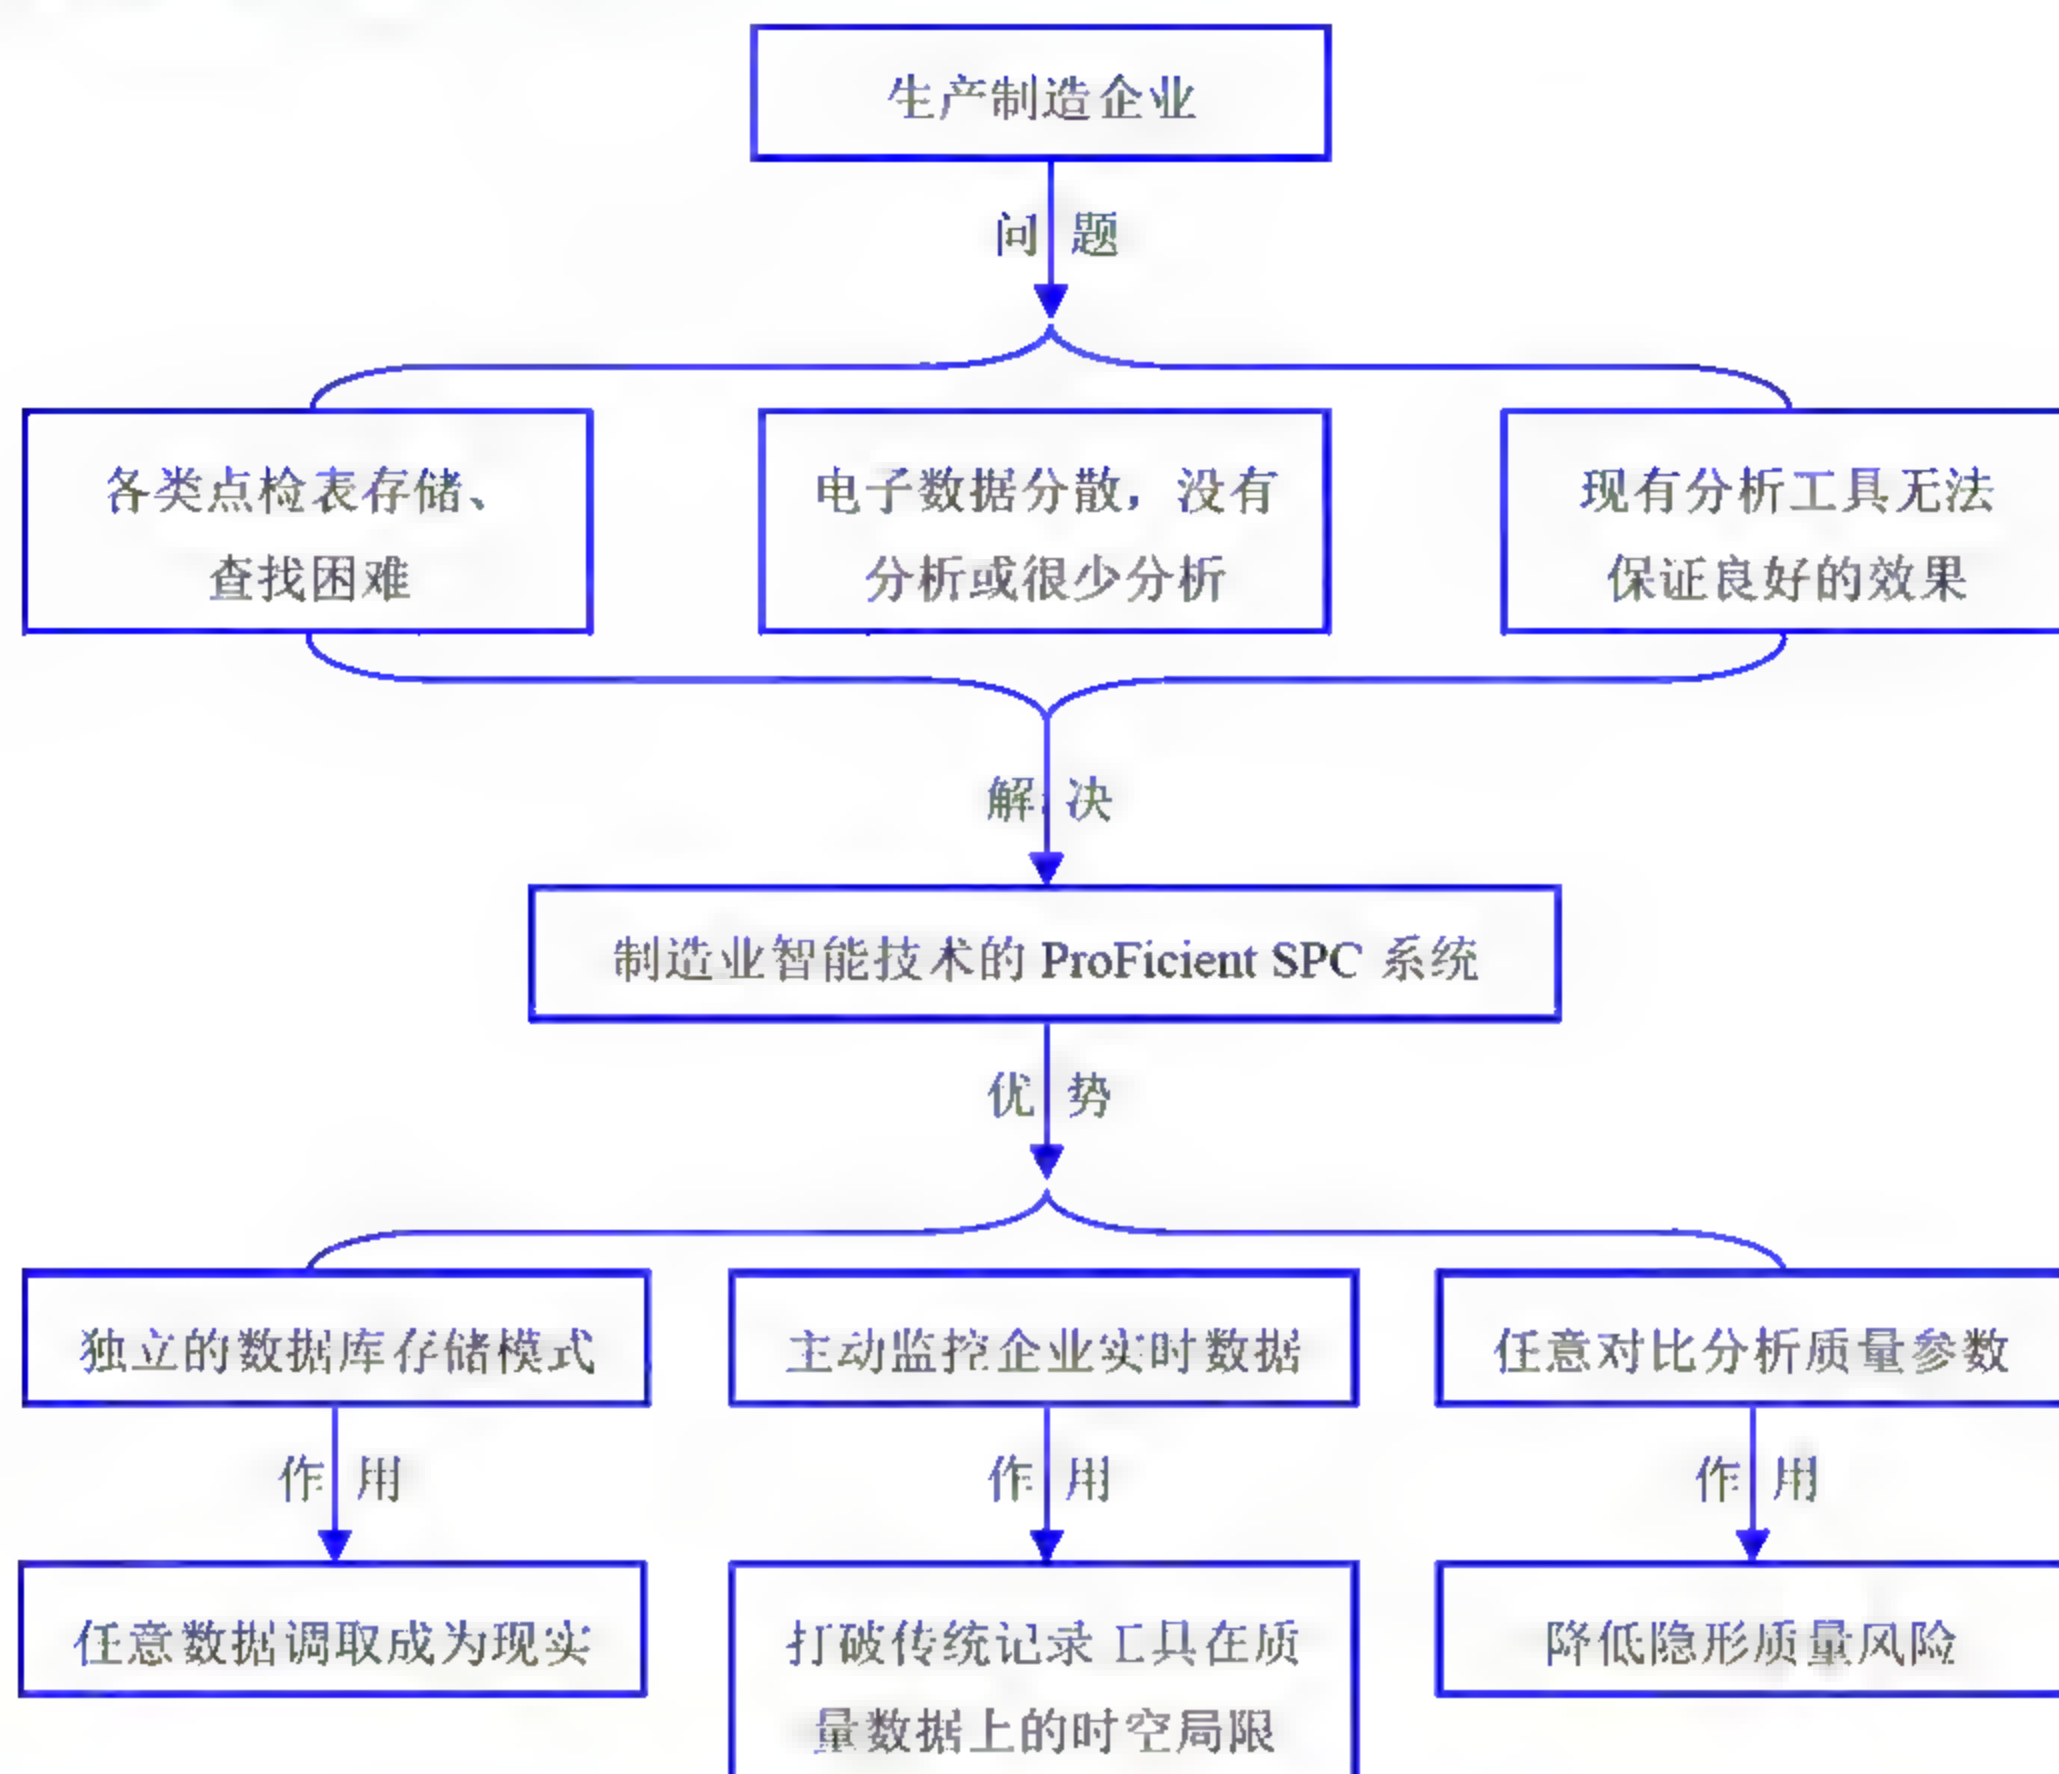 生产制造企业
问 题
各类点检表存储、
查找困难
电子数据分散，没有
分析或很少分析
现有分析工具无法
保证良好的效果
解 决
制造业智能技术的 ProFicient SPC 系统
优 势
独立的数据库存储模式
主动监控企业实时数据
任意对比分析质量参数
作 用
作 用
作 用
任意数据调取成为现实
打破传统记录工具在质
量数据上的时空局限
降低隐形质量风险